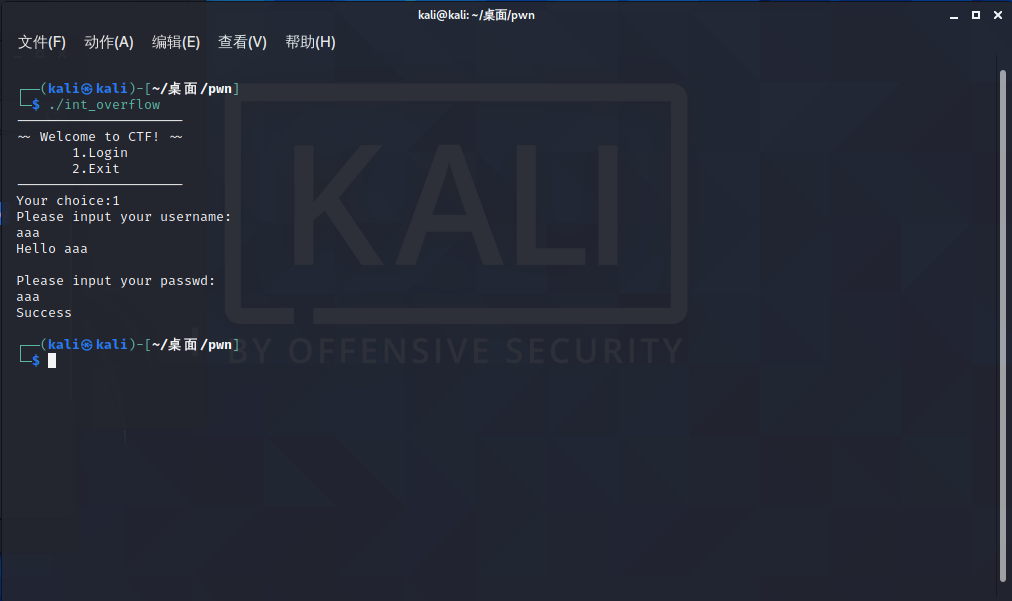 kali@kali: ~/桌面/pwn
文件(F) 动作(A) 编辑(E) 查看(V) 帮助(H)
┌──(kali㉿kali)-[~/桌面/pwn]
└─$ ./int_overflow
---------------------
~~ Welcome to CTF! ~~
1.Login
2.Exit
---------------------
Your choice:1
Please input your username:
aaa
Hello aaa
Please input your passwd:
aaa
Success
┌──(kali㉿kali)-[~/桌面/pwn]
└─$
KALI
BY OFFENSIVE SECURITY